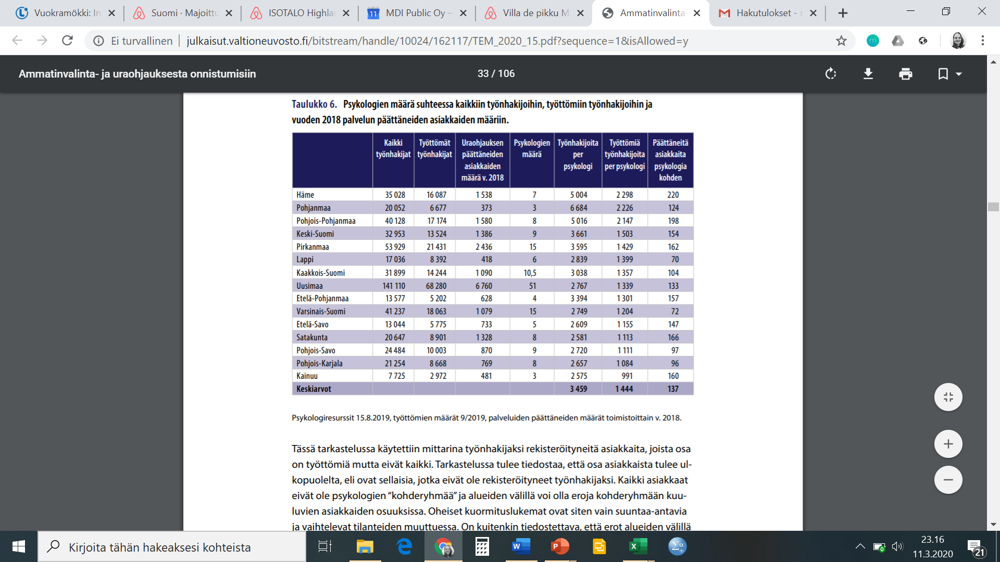 Vuokramökki: In
Suomi · Majoittu
ISOTALO Highla
11 MDI Public Oy –
Villa de pikku M
Ammatinvalinta
Hakutulokset -
Ei turvallinen | julkaisut.valtioneuvosto.fi/bitstream/handle/10024/162117/TEM_2020_15.pdf?sequence=1&isAllowed=y
Ammatinvalinta- ja uraohjauksesta onnistumisiin 33 / 106
Taulukko 6. Psykologien määrä suhteessa kaikkiin työnhakijoihin, työttömiin työnhakijoihin ja
vuoden 2018 palvelun päättäneiden asiakkaiden määriin.
Kaikki Työttömät Uraohjauksen Psykologien Työnhakijoita Työttömiä Päättäneitä
työnhakijat työnhakijat päättäneiden määrä per työnhakijoita asiakkaita
asiakkaiden psykologi per psykologi psykologia
määrä v. 2018 kohden
Häme 35 028 16 087 1 538 7 5 004 2 298 220
Pohjanmaa 20 052 6 677 373 3 6 684 2 226 124
Pohjois-Pohjanmaa 40 128 17 174 1 580 8 5 016 2 147 198
Keski-Suomi 32 953 13 524 1 386 9 3 661 1 503 154
Pirkanmaa 53 929 21 431 2 436 15 3 595 1 429 162
Lappi 17 036 8 392 418 6 2 839 1 399 70
Kaakkois-Suomi 31 899 14 244 1 090 10,5 3 038 1 357 104
Uusimaa 141 110 68 280 6 760 51 2 767 1 339 133
Etelä-Pohjanmaa 13 577 5 202 628 4 3 394 1 301 157
Varsinais-Suomi 41 237 18 063 1 079 15 2 749 1 204 72
Etelä-Savo 13 044 5 775 733 5 2 609 1 155 147
Satakunta 20 647 8 901 1 328 8 2 581 1 113 166
Pohjois-Savo 24 484 10 003 870 9 2 720 1 111 97
Pohjois-Karjala 21 254 8 668 769 8 2 657 1 084 96
Kainuu 7 725 2 972 481 3 2 575 991 160
Keskiarvot 3 459 1 444 137
Psykologiresurssit 15.8.2019, työttömien määrät 9/2019, palveluiden päättäneiden määrät toimistoittain v. 2018.
Tässä tarkastelussa käytettiin mittarina työnhakijaksi rekisteröityneitä asiakkaita, joista osa
on työttömiä mutta eivät kaikki. Tarkastelussa tulee tiedostaa, että osa asiakkaista tulee ul-
kopuolelta, eli ovat sellaisia, jotka eivät ole rekisteröityneet työnhakijaksi. Kaikki asiakkaat
eivät ole psykologien “kohderyhmää” ja alueiden välillä voi olla eroja kohderyhmään kuu-
luvien asiakkaiden osuuksissa. Oheiset kuormituslukemat ovat siten vain suuntaa-antavia
ja vaihtelevat tilanteiden muuttuessa. On kuitenkin tiedostettava, että erot alueiden välillä
Kirjoita tähän hakeaksesi kohteista
23.16
11.3.2020
21